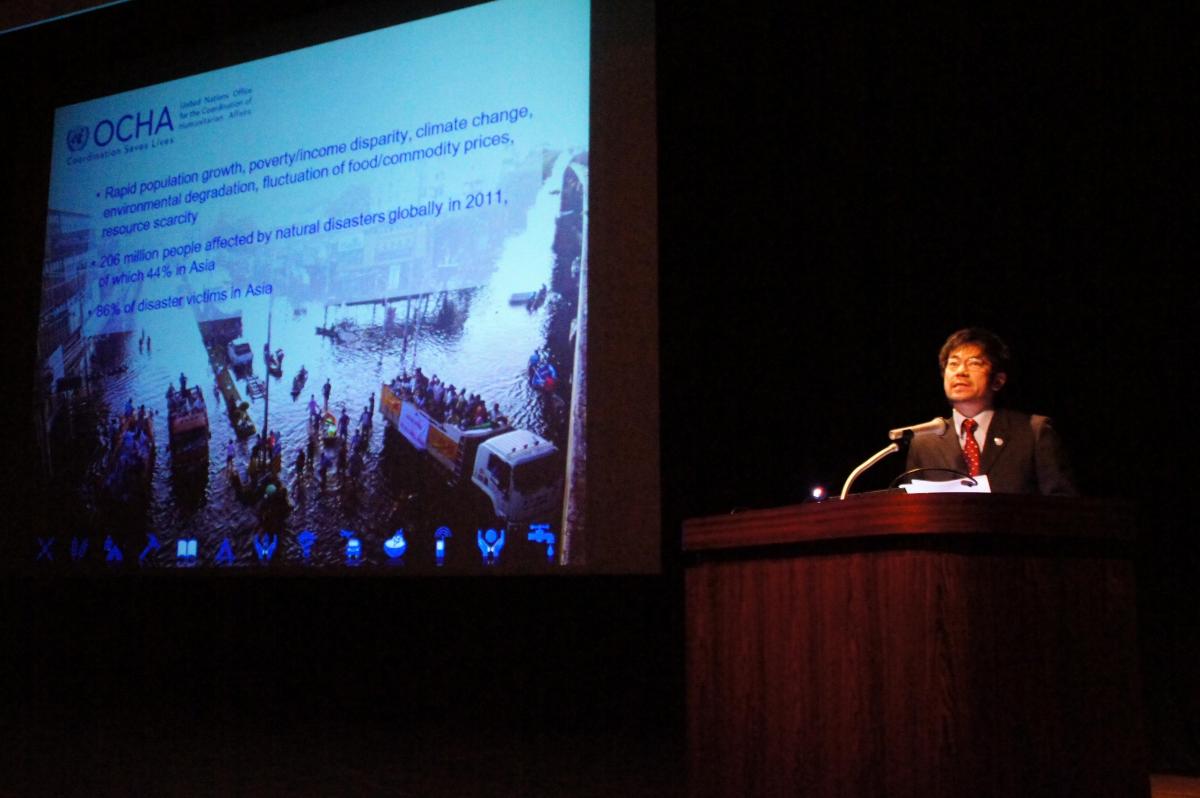 OCHA
United Nations Office
for the Coordination of
Humanitarian Affairs
Coordination Saves Lives
• Rapid population growth, poverty/income disparity, climate change,
environmental degradation, fluctuation of food/commodity prices,
resource scarcity
• 206 million people affected by natural disasters globally in 2011,
of which 44% in Asia
• 86% of disaster victims in Asia